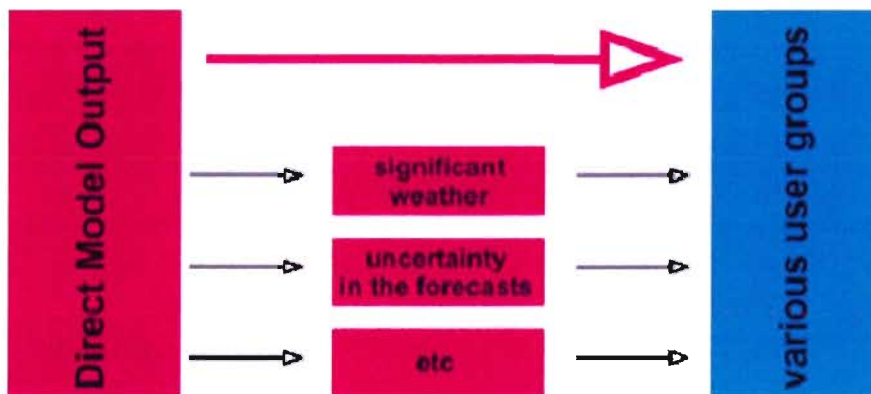 Direct Model Output
significant
weather
uncertainty
in the forecasts
etc
various user groups